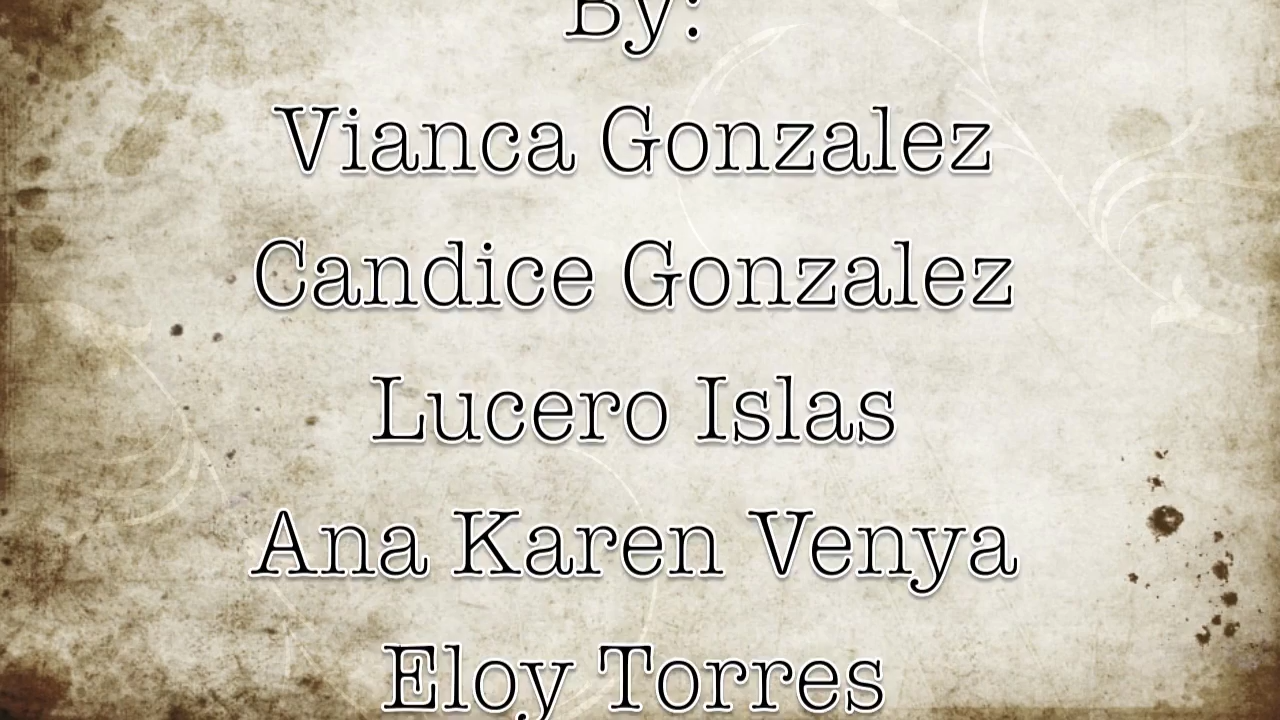 By:
Vianca Gonzalez
Candice Gonzalez
Lucero Islas
Ana Karen Venya
Eloy Torres